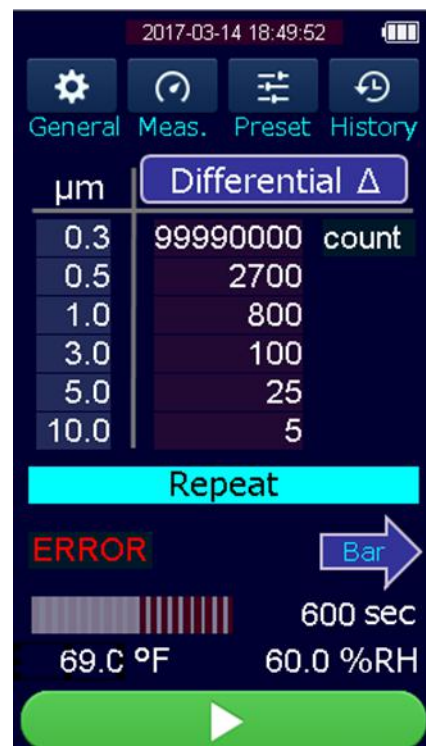 2017-03-14 18:49:52
General Meas. Preset History
µm Differential Δ
0.3 99990000 count
0.5 2700
1.0 800
3.0 100
5.0 25
10.0 5
Repeat
ERROR Bar
600 sec
69.0 ºF 60.0 %RH